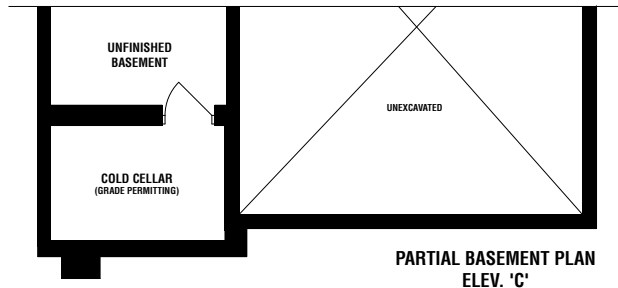 UNFINISHED
BASEMENT
UNEXCAVATED
COLD CELLAR
(GRADE PERMITTING)
PARTIAL BASEMENT PLAN
ELEV. 'C'